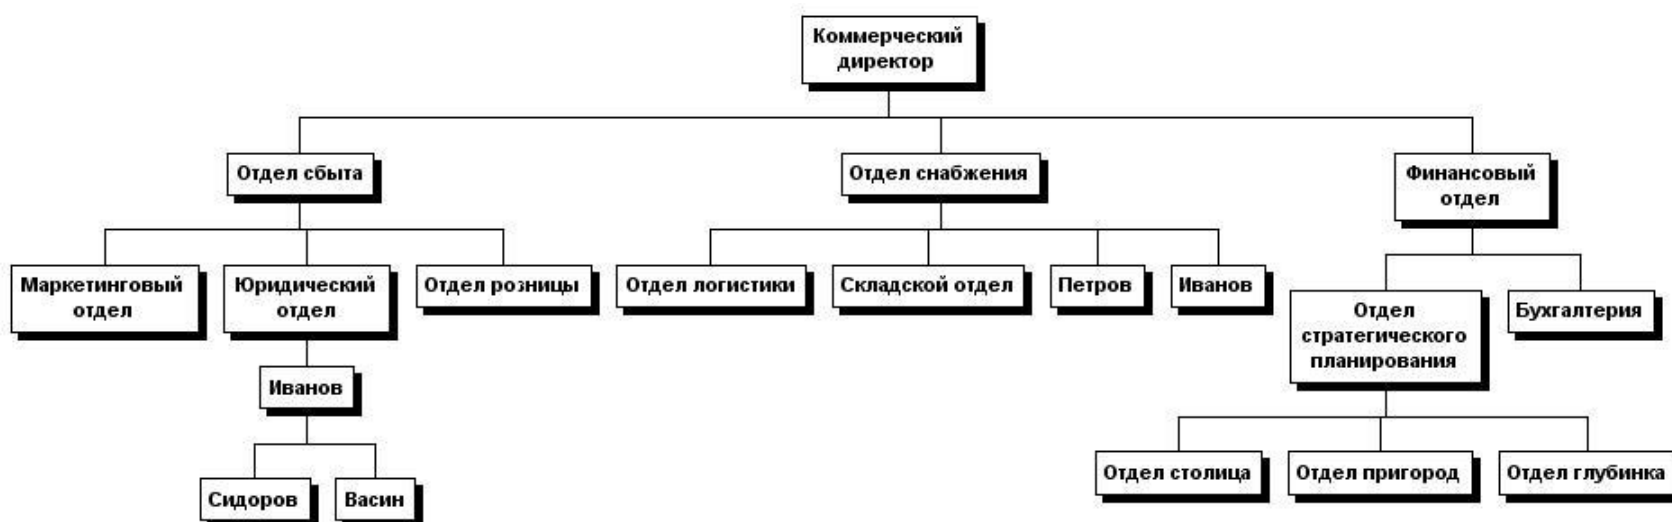 Коммерческий
директор
Отдел сбыта
Отдел снабжения
Финансовый
отдел
Маркетинговый
отдел
Юридический
отдел
Отдел розницы
Отдел логистики
Складской отдел
Петров
Иванов
Отдел
стратегического
планирования
Бухгалтерия
Иванов
Сидоров
Васин
Отдел столица
Отдел пригород
Отдел глубинка